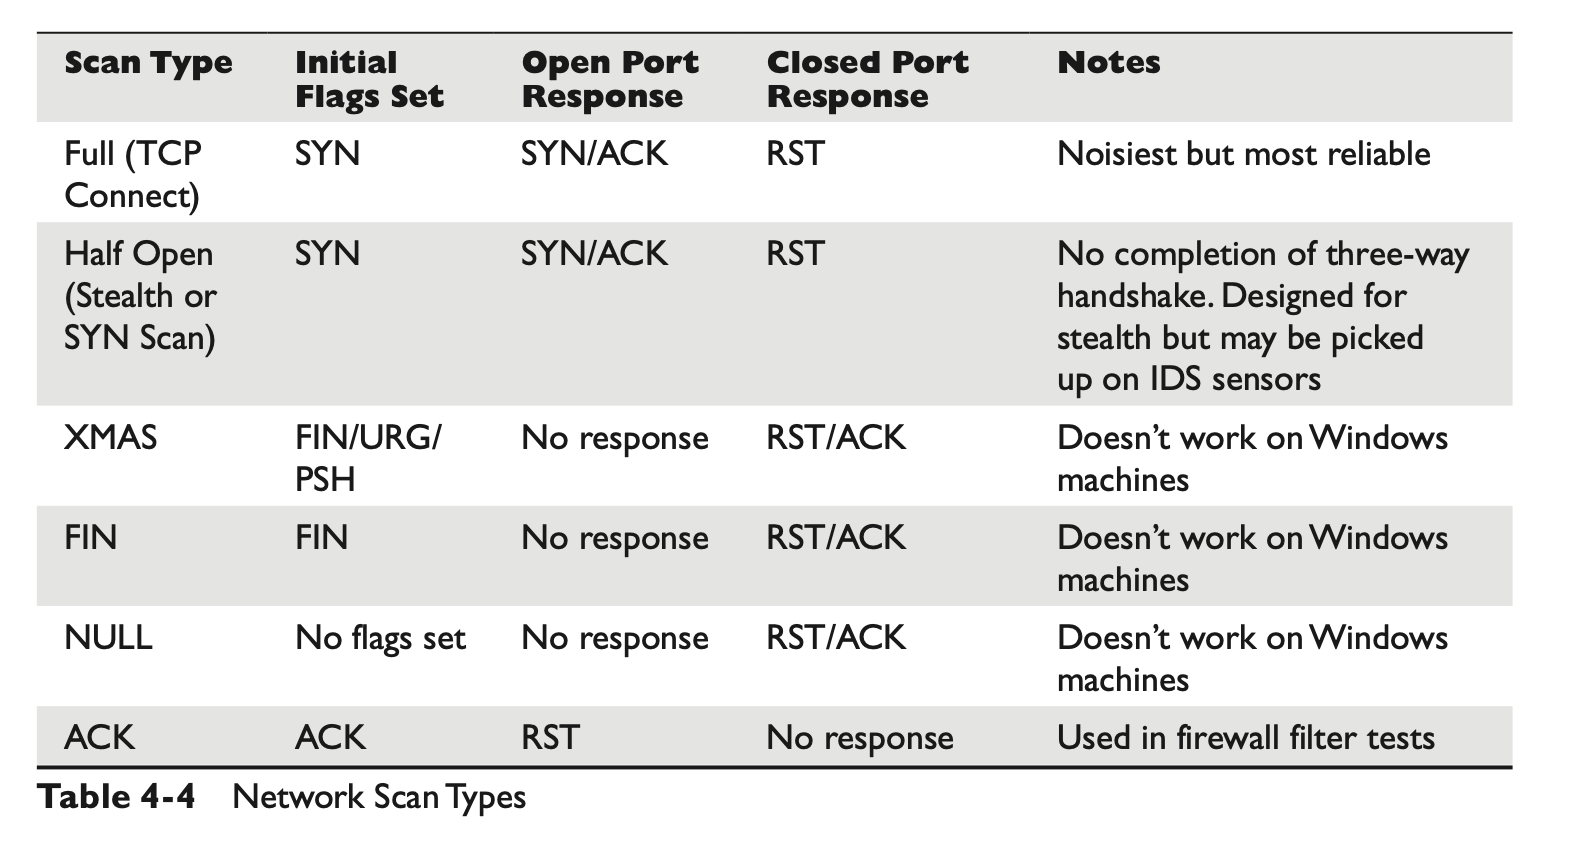 Scan Type Initial Flags Set Open Port Response Closed Port Response Notes
Full (TCP Connect) SYN SYN/ACK RST Noisiest but most reliable
Half Open (Stealth or SYN Scan) SYN SYN/ACK RST No completion of three-way handshake. Designed for stealth but may be picked up on IDS sensors
XMAS FIN/URG/PSH No response RST/ACK Doesn’t work on Windows machines
FIN FIN No response RST/ACK Doesn’t work on Windows machines
NULL No flags set No response RST/ACK Doesn’t work on Windows machines
ACK ACK RST No response Used in firewall filter tests
Table 4-4 Network Scan Types